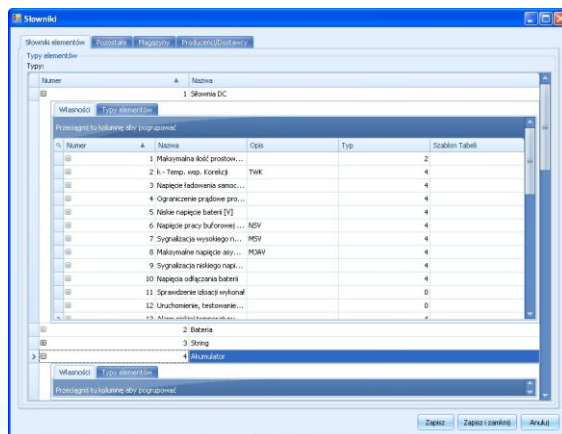 Słowniki
Słowniki elementów Pozostałe Magazyny Producenci/Dostawcy
Typy elementów
Typy:
Numer Nazwa
1 Siłownia DC
Własności Typy elementów
Przeciągnij tu kolumnę aby pogrupować
Numer Nazwa Opis Typ Szablon Tabeli
1 Maksymalna ilość prostow... 2
2 k - Temp. wsp. Korekcji TWK 4
3 Napięcie ładowania samoc... 4
4 Ograniczenie prądowe pro... 4
5 Niskie napięcie baterii [V] 4
6 Napięcie pracy buforowej ... NSV 4
7 Sygnalizacja wysokiego n... MSV 4
8 Maksymalne napięcie asy... MJAV 4
9 Sygnalizacja niskiego napi... 4
10 Napięcia odłączania baterii 4
11 Sprawdzenie izloacji wykonał 0
12 Uruchomienie, testowanie... 0
2 Bateria
3 String
4 Akumulator
Własności Typy elementów
Przeciągnij tu kolumnę aby pogrupować
Zapisz Zapisz i zamknij Anuluj